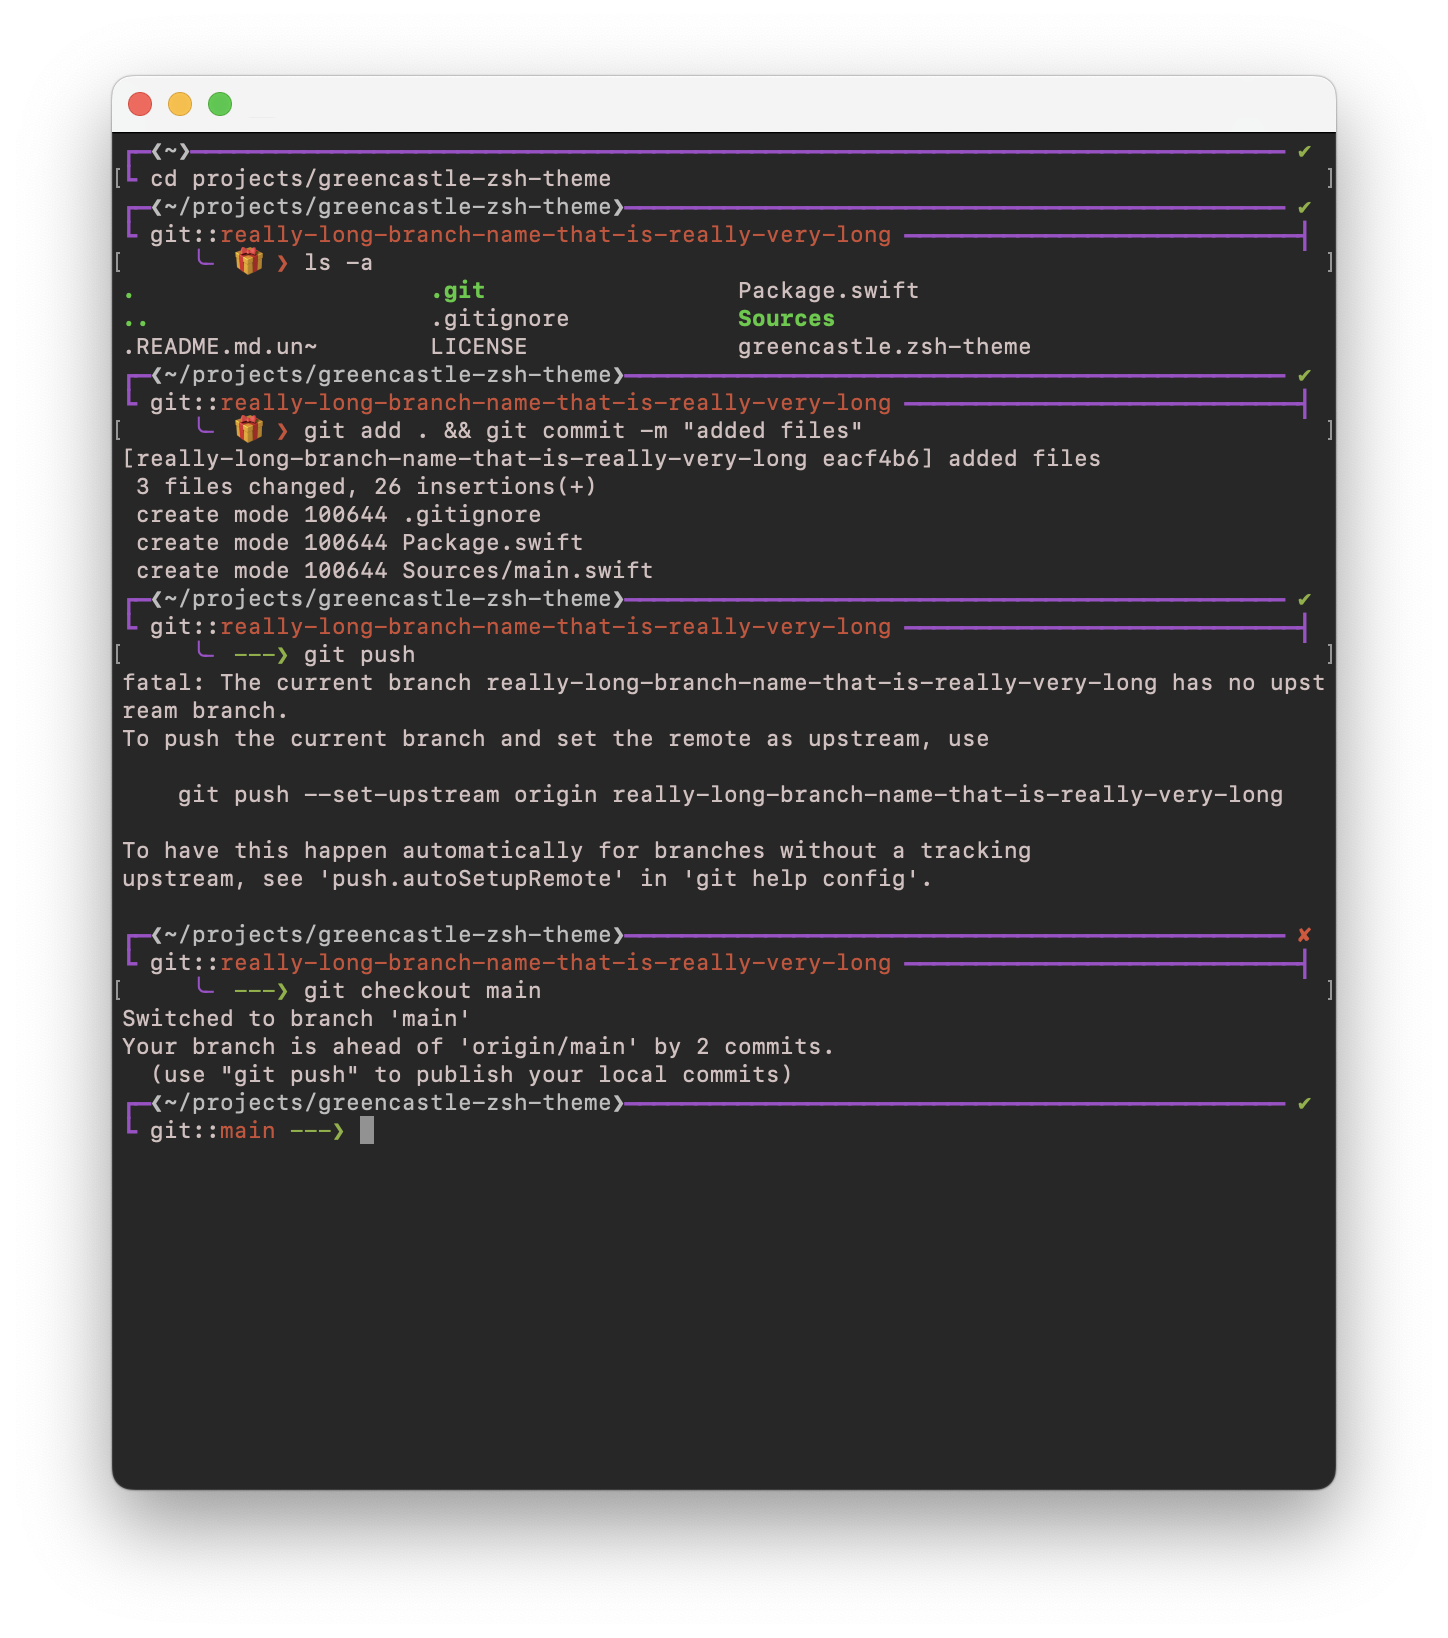 ┌─❮~❯──────────────────────────────────────── ✔
[└ cd projects/greencastle-zsh-theme ]
┌─❮~/projects/greencastle-zsh-theme❯──────────────────── ✔
└ git::really-long-branch-name-that-is-really-very-long ────────────┤
[ ╰─ 🎁 ❯ ls -a ]
. .git Package.swift
.. .gitignore Sources
.README.md.un~ LICENSE greencastle.zsh-theme
┌─❮~/projects/greencastle-zsh-theme❯──────────────────── ✔
└ git::really-long-branch-name-that-is-really-very-long ────────────┤
[ ╰─ 🎁 ❯ git add . && git commit -m "added files" ]
[really-long-branch-name-that-is-really-very-long eacf4b6] added files
 3 files changed, 26 insertions(+)
 create mode 100644 .gitignore
 create mode 100644 Package.swift
 create mode 100644 Sources/main.swift
┌─❮~/projects/greencastle-zsh-theme❯──────────────────── ✔
└ git::really-long-branch-name-that-is-really-very-long ────────────┤
[ ╰─ ---❯ git push ]
fatal: The current branch really-long-branch-name-that-is-really-very-long has no upst
ream branch.
To push the current branch and set the remote as upstream, use
    git push --set-upstream origin really-long-branch-name-that-is-really-very-long
To have this happen automatically for branches without a tracking
upstream, see 'push.autoSetupRemote' in 'git help config'.
┌─❮~/projects/greencastle-zsh-theme❯──────────────────── ✘
└ git::really-long-branch-name-that-is-really-very-long ────────────┤
[ ╰─ ---❯ git checkout main ]
Switched to branch 'main'
Your branch is ahead of 'origin/main' by 2 commits.
  (use "git push" to publish your local commits)
┌─❮~/projects/greencastle-zsh-theme❯──────────────────── ✔
└ git::main ---❯